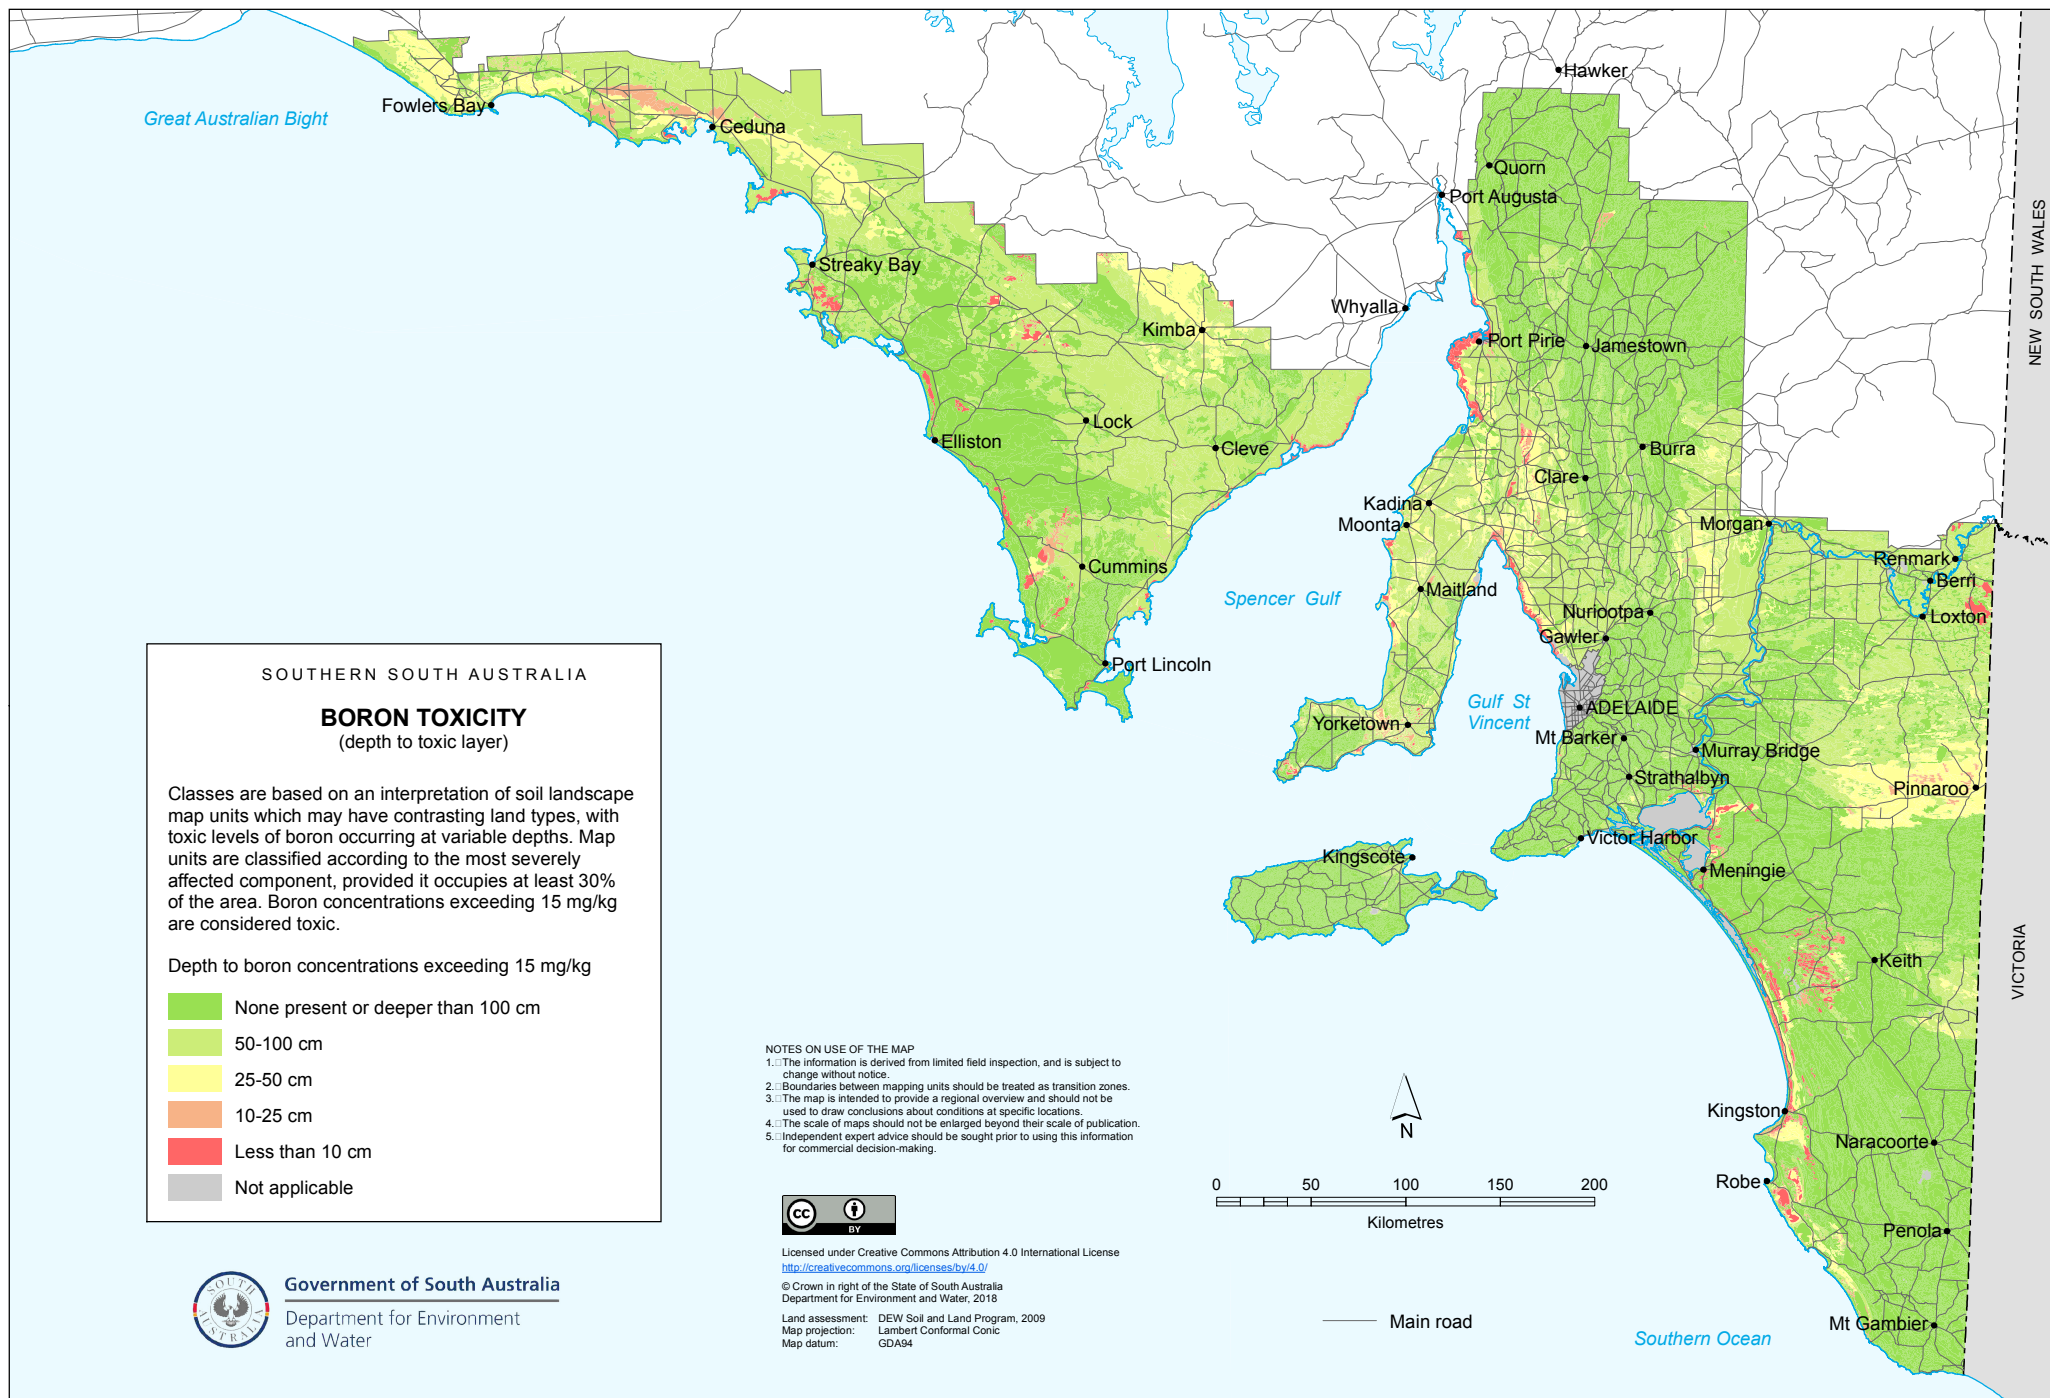 Hawker
Great Australian Bight
Fowlers Bay
Ceduna
Quorn
Port Augusta
NEW SOUTH WALES
Streaky Bay
Whyalla
Kimba
Port Pirie
Jamestown
Lock
Elliston
Cleve
Burra
Clare
Kadina
Moonta
Morgan
Renmark
Berri
Cummins
Maitland
Spencer Gulf
Nuriootpa
Loxton
Gawler
Port Lincoln
Gulf St
Vincent
ADELAIDE
Yorketown
Mt Barker
Murray Bridge
Strathalbyn
Pinnaroo
Victor Harbor
Kingscote
Meningie
Keith
VICTORIA
Kingston
Naracoorte
Robe
Penola
Mt Gambier
Southern Ocean
SOUTHERN SOUTH AUSTRALIA
BORON TOXICITY
(depth to toxic layer)
Classes are based on an interpretation of soil landscape
map units which may have contrasting land types, with
toxic levels of boron occurring at variable depths. Map
units are classified according to the most severely
affected component, provided it occupies at least 30%
of the area. Boron concentrations exceeding 15 mg/kg
are considered toxic.
Depth to boron concentrations exceeding 15 mg/kg
None present or deeper than 100 cm
50-100 cm
25-50 cm
10-25 cm
Less than 10 cm
Not applicable
SOUTH AUSTRALIA
Government of South Australia
Department for Environment
and Water
NOTES ON USE OF THE MAP
1. The information is derived from limited field inspection, and is subject to
change without notice.
2. Boundaries between mapping units should be treated as transition zones.
3. The map is intended to provide a regional overview and should not be
used to draw conclusions about conditions at specific locations.
4. The scale of maps should not be enlarged beyond their scale of publication.
5. Independent expert advice should be sought prior to using this information
for commercial decision-making.
cc BY
Licensed under Creative Commons Attribution 4.0 International License
http://creativecommons.org/licenses/by/4.0/
© Crown in right of the State of South Australia
Department for Environment and Water, 2018
Land assessment: DEW Soil and Land Program, 2009
Map projection: Lambert Conformal Conic
Map datum: GDA94
N
0 50 100 150 200
Kilometres
Main road